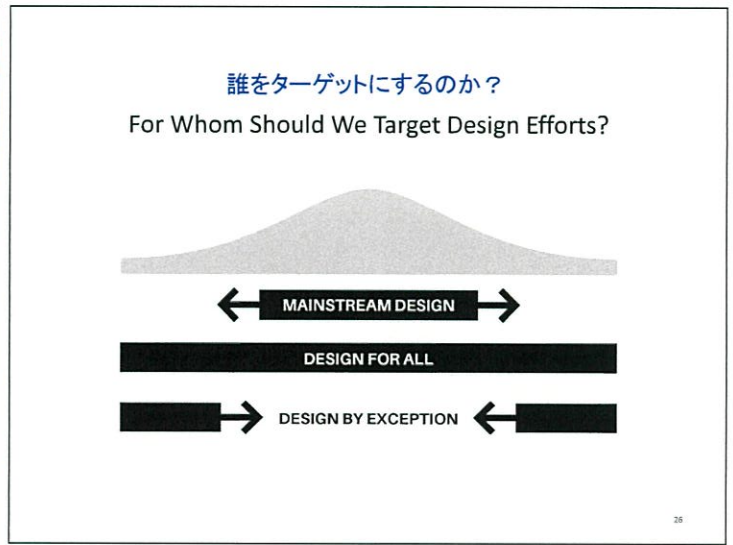 誰をターゲットにするのか？
For Whom Should We Target Design Efforts?
MAINSTREAM DESIGN
DESIGN FOR ALL
DESIGN BY EXCEPTION
26